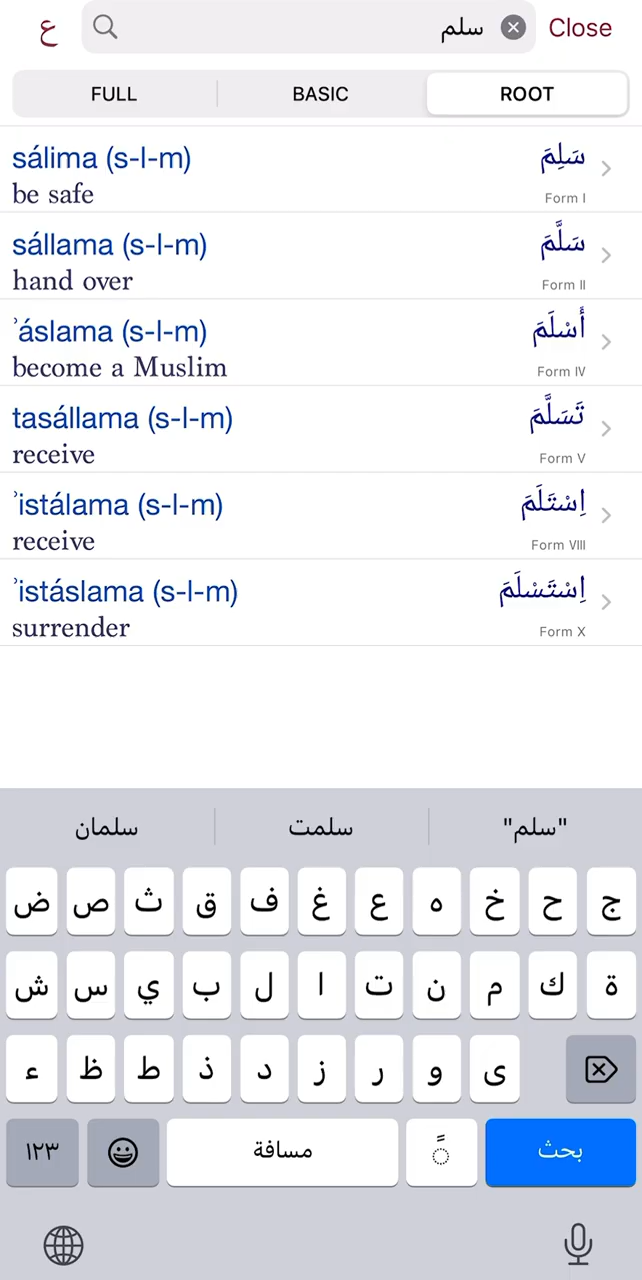 ع سلم Close
FULL BASIC ROOT
sálima (s-l-m) سَلِمَ
be safe Form I
sállama (s-l-m) سَلَّمَ
hand over Form II
ʾáslama (s-l-m) أَسْلَمَ
become a Muslim Form IV
tasállama (s-l-m) تَسَلَّمَ
receive Form V
ʾistálama (s-l-m) اِسْتَلَمَ
receive Form VIII
ʾistáslama (s-l-m) اِسْتَسْلَمَ
surrender Form X
"سلم" سلمت سلمان
ض ص ث ق ف غ ع ه خ ح ج
ش س ي ب ل ا ت ن م ك ة
ء ظ ط ذ د ز ر و ى
١٢٣ مسافة بحث